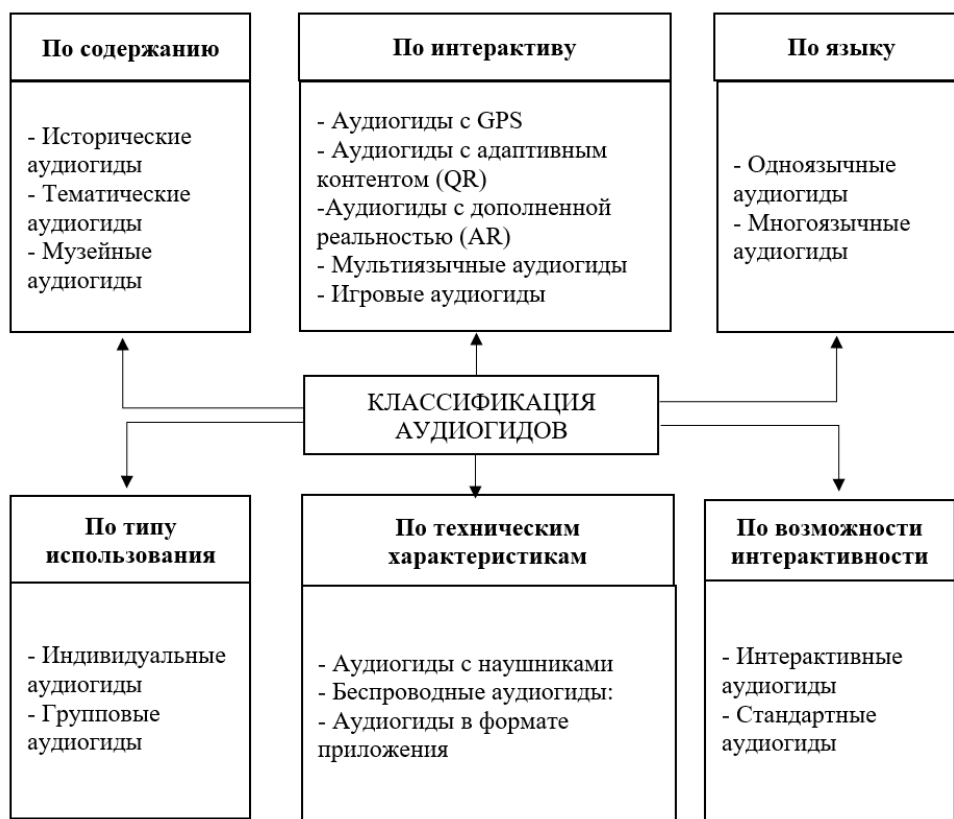 По содержанию
- Исторические
аудиогиды
- Тематические
аудиогиды
- Музейные
аудиогиды
По интерактиву
- Аудиогиды с GPS
- Аудиогиды с адаптивным
контентом (QR)
-Аудиогиды с дополненной
реальностью (AR)
- Мультиязычные аудиогиды
- Игровые аудиогиды
По языку
- Одноязычные
аудиогиды
- Многоязычные
аудиогиды
КЛАССИФИКАЦИЯ
АУДИОГИДОВ
По типу
использования
- Индивидуальные
аудиогиды
- Групповые
аудиогиды
По техническим
характеристикам
- Аудиогиды с наушниками
- Беспроводные аудиогиды:
- Аудиогиды в формате
приложения
По возможности
интерактивности
- Интерактивные
аудиогиды
- Стандартные
аудиогиды